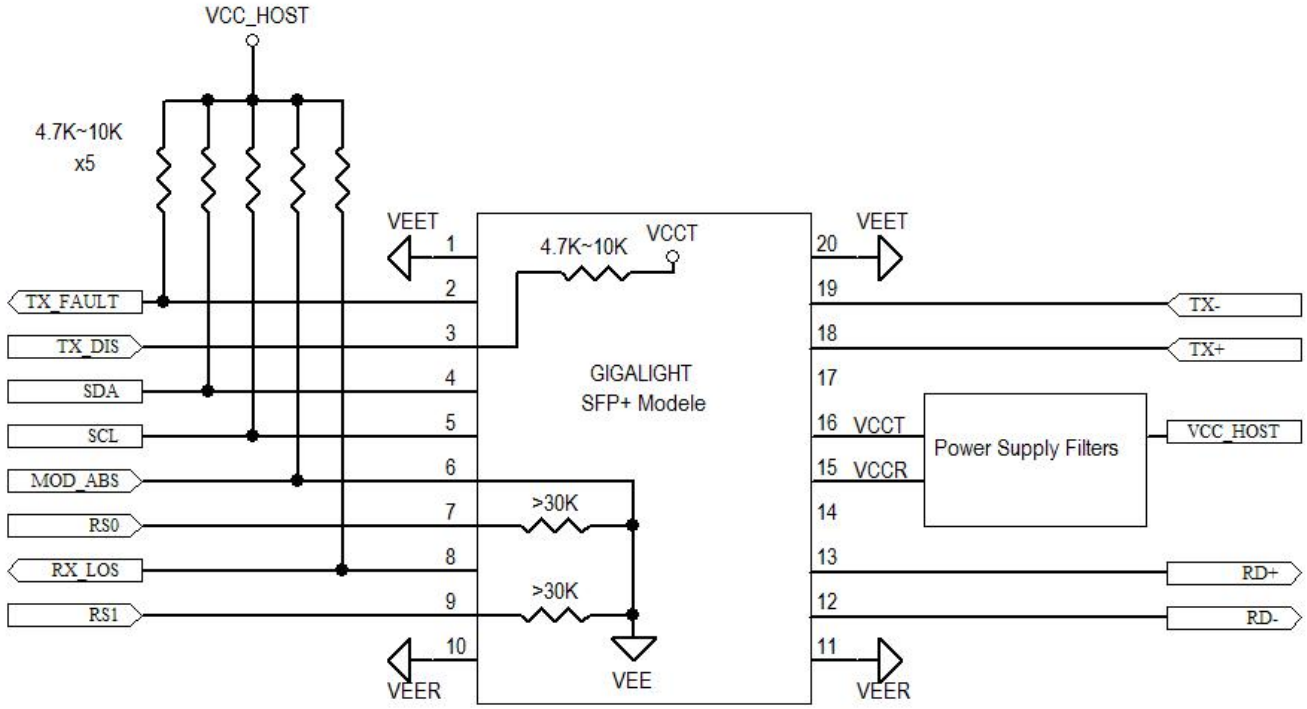 VCC_HOST
4.7K~10K
x5
VEET
1
4.7K~10K
VCCT
20
VEET
TX_FAULT
2
19
TX-
TX_DIS
3
18
TX+
GIGALIGHT
SFP+ Modele
SDA
4
17
SCL
5
16
VCCT
Power Supply Filters
VCC_HOST
MOD_ABS
6
15
VCCR
RS0
7
>30K
14
RX_LOS
8
13
RD+
RS1
9
>30K
12
RD-
10
VEER
VEE
11
VEER